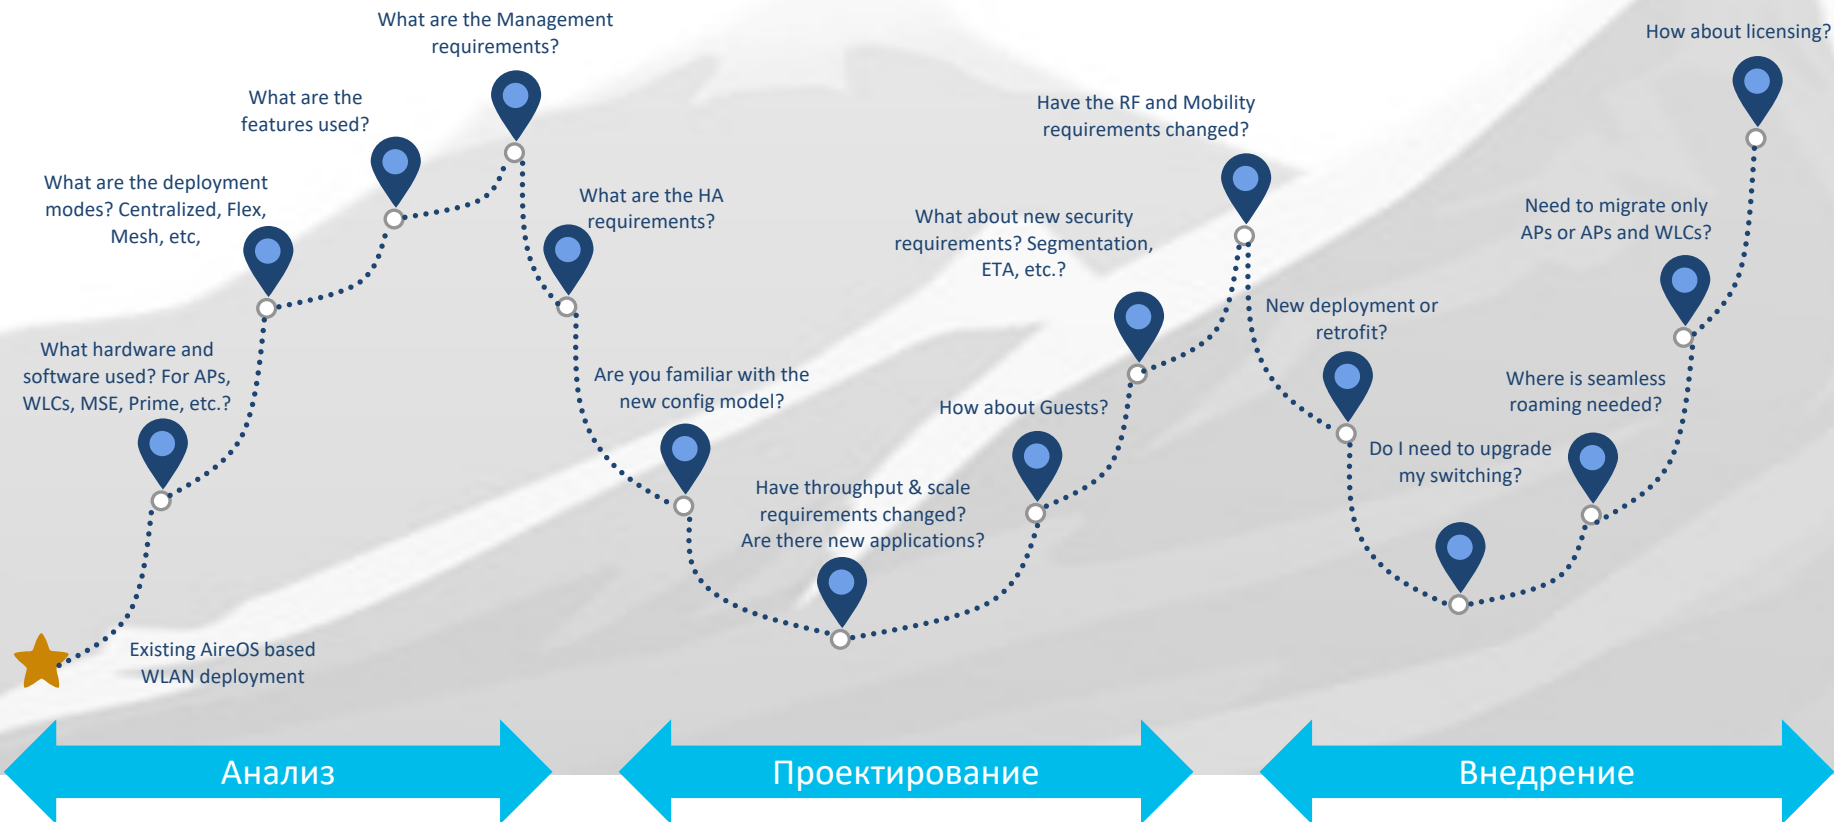 What are the Management
requirements?
How about licensing?
What are the
features used?
Have the RF and Mobility
requirements changed?
What are the deployment
modes? Centralized, Flex,
Mesh, etc,
What are the HA
requirements?
What about new security
requirements? Segmentation,
ETA, etc.?
Need to migrate only
APs or APs and WLCs?
New deployment or
retrofit?
What hardware and
software used? For APs,
WLCs, MSE, Prime, etc.?
Are you familiar with the
new config model?
How about Guests?
Where is seamless
roaming needed?
Do I need to upgrade
my switching?
Have throughput & scale
requirements changed?
Are there new applications?
Existing AireOS based
WLAN deployment
Анализ
Проектирование
Внедрение